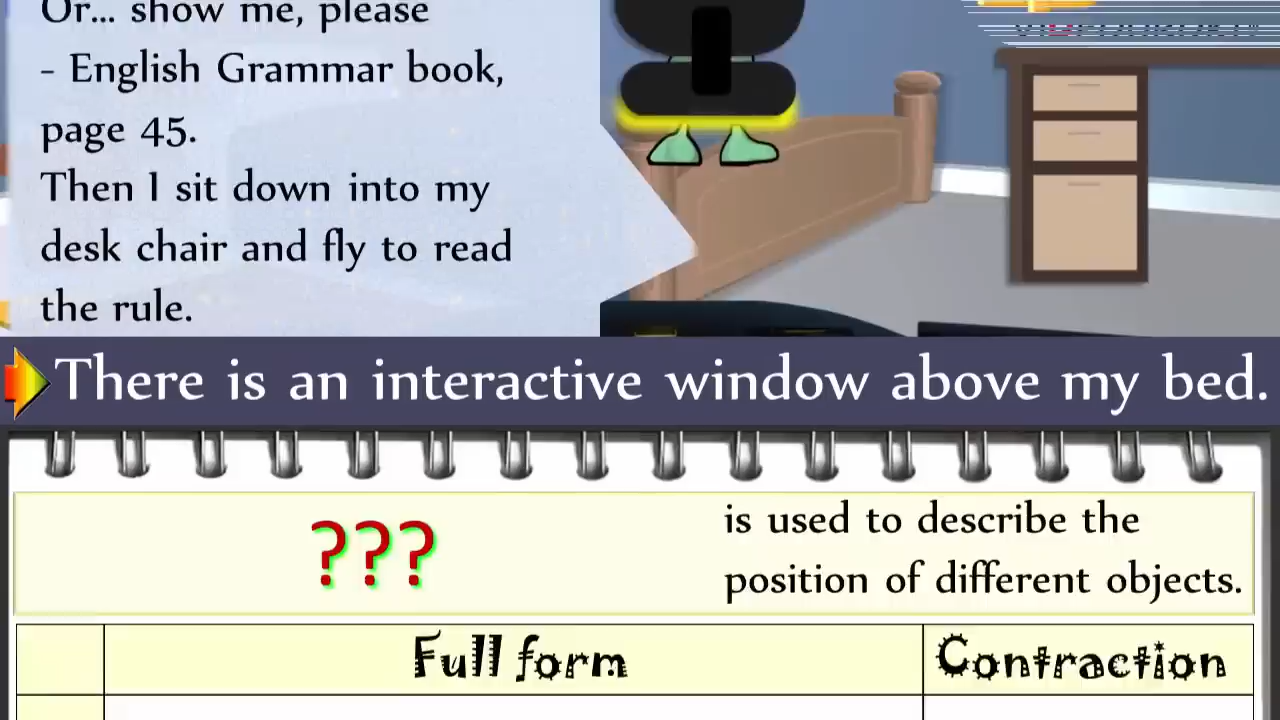 Or... show me, please
- English Grammar book,
page 45.
Then I sit down into my
desk chair and fly to read
the rule.
There is an interactive window above my bed.
???
is used to describe the
position of different objects.
Full form
Contraction